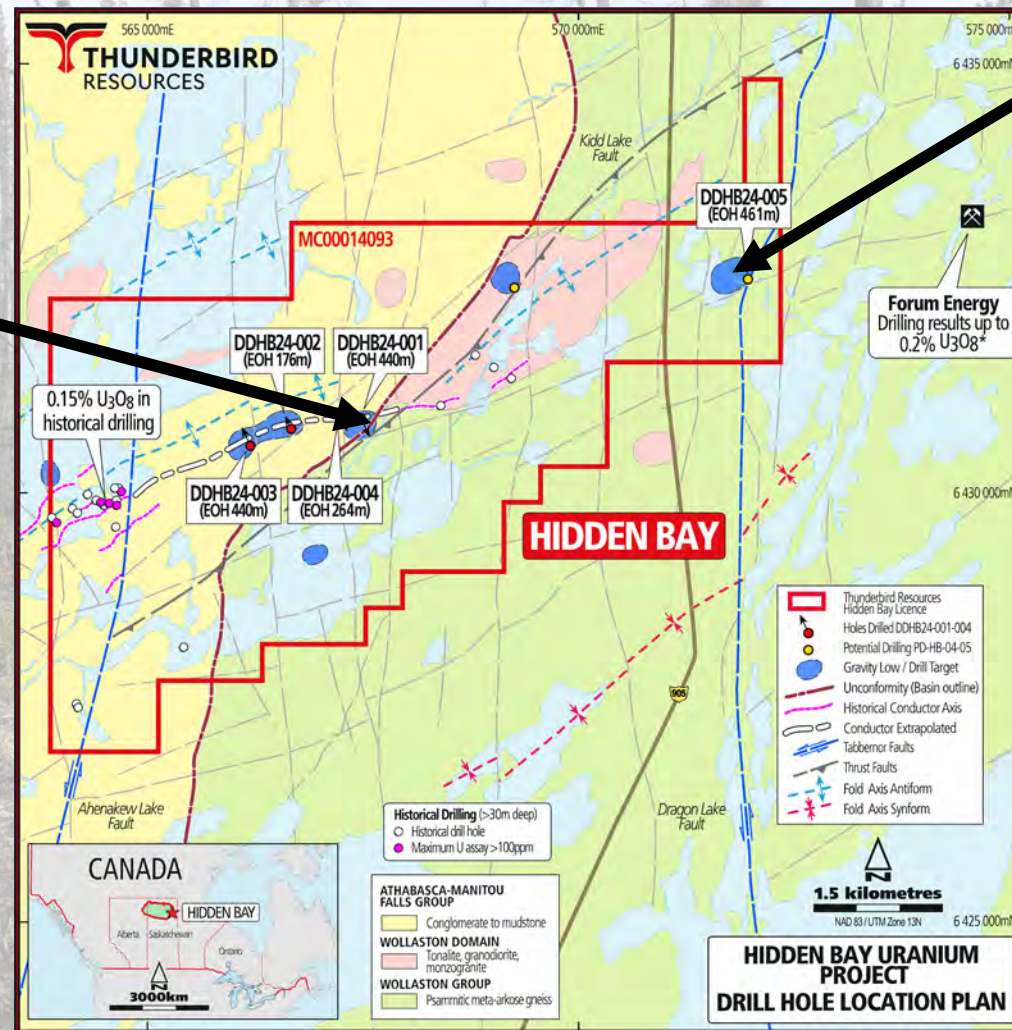 THUNDERBIRD
RESOURCES
565 000mE
570 000mE
575 000mE
6 435 000mN
Kidd Lake
Fault
DDHB24-005
(EOH 461m)
MC00014093
Forum Energy
Drilling results up to
0.2% U3O8*
DDHB24-002
(EOH 176m)
DDHB24-001
(EOH 440m)
0.15% U3O8 in
historical drilling
DDHB24-003
(EOH 440m)
DDHB24-004
(EOH 264m)
6 430 000mN
HIDDEN BAY
Thunderbird Resources
Hidden Bay Licence
Holes Drilled DDHB24-001-004
Potential Drilling PD-HB-04-05
Gravity Low / Drill Target
Unconformity (Basin outline)
Historical Conductor Axis
Conductor Extrapolated
Tabbernor Faults
Thrust Faults
Fold Axis Antiform
Fold Axis Synform
905
Ahenakew Lake
Fault
Dragon Lake
Fault
Historical Drilling (>30m deep)
Historical drill hole
Maximum U assay >100ppm
N
1.5 kilometres
NAD 83 / UTM Zone 13N
6 425 000mN
CANADA
HIDDEN BAY
Alberta
Saskatchewan
Ontario
N
3000km
ATHABASCA-MANITOU
FALLS GROUP
Conglomerate to mudstone
WOLLASTON DOMAIN
Tonalite, granodiorite,
monzogranite
WOLLASTON GROUP
Psammitic meta-arkose gneiss
HIDDEN BAY URANIUM
PROJECT
DRILL HOLE LOCATION PLAN